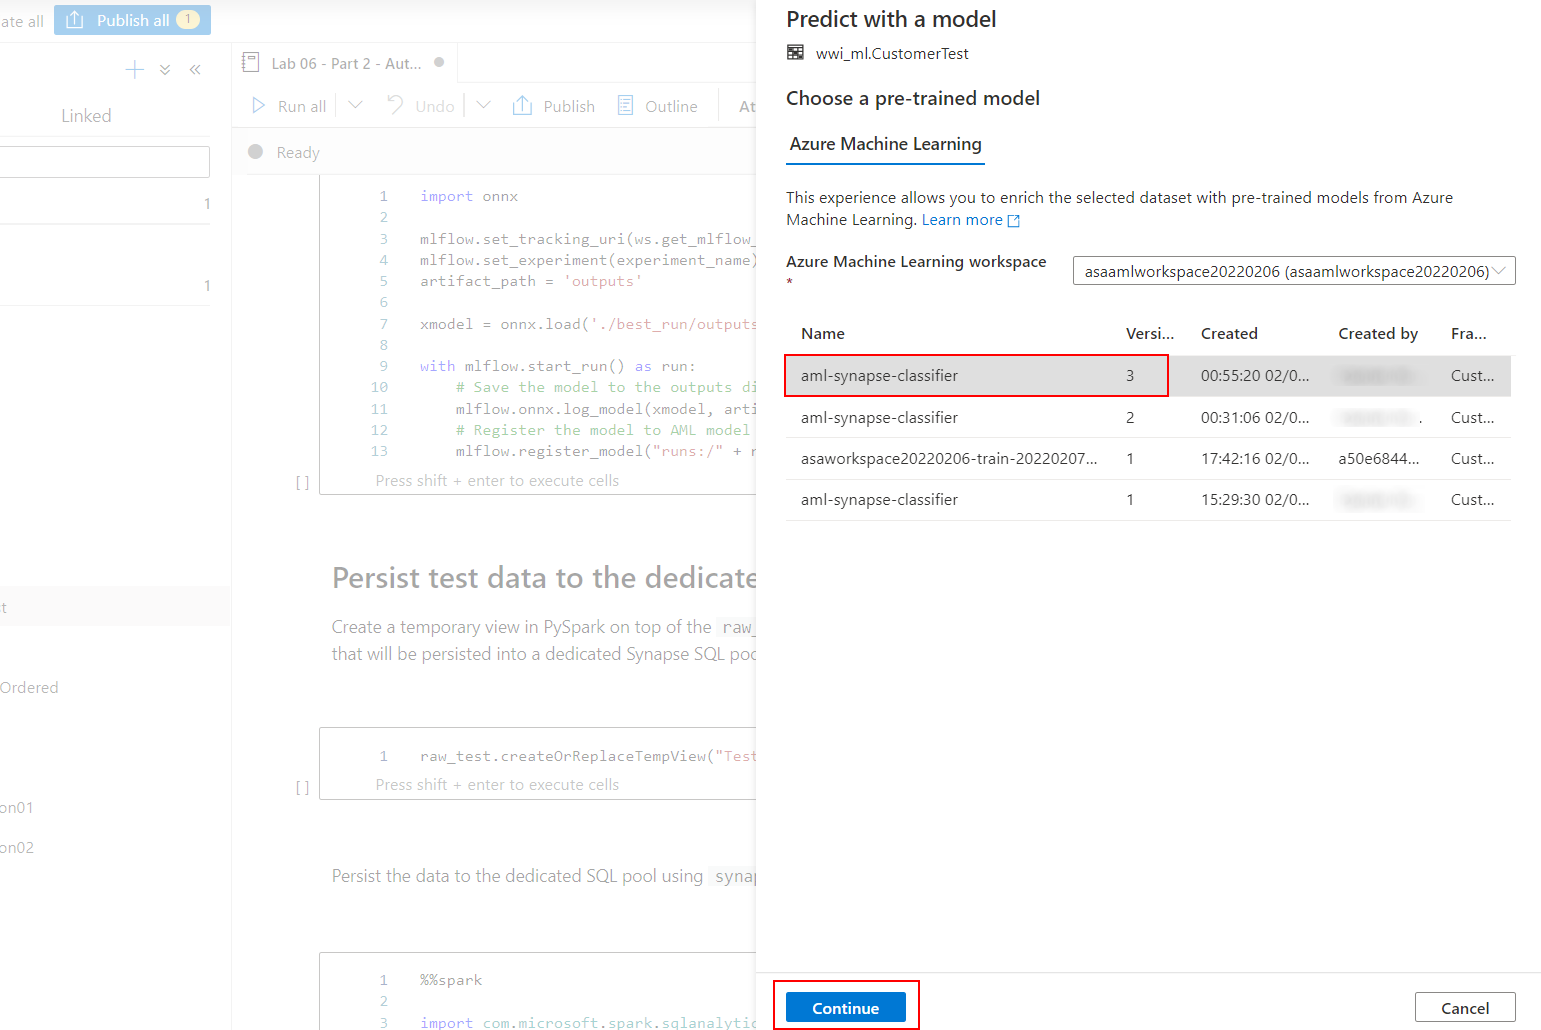 ate all
Publish all 1
Linked
1
1
t
Ordered
on01
on02
Lab 06 - Part 2 - Aut...
Run all
Undo
Publish
Outline
At
Ready
1 import onnx
2
3 mlflow.set_tracking_uri(ws.get_mlflow_
4 mlflow.set_experiment(experiment_name)
5 artifact_path = 'outputs'
6
7 xmodel = onnx.load('./best_run/outputs
8
9 with mlflow.start_run() as run:
10 # Save the model to the outputs di
11 mlflow.onnx.log_model(xmodel, arti
12 # Register the model to AML model
13 mlflow.register_model("runs:/" + r
[ ] Press shift + enter to execute cells
Persist test data to the dedicate
Create a temporary view in PySpark on top of the raw_
that will be persisted into a dedicated Synapse SQL poo
1 raw_test.createOrReplaceTempView("Test
[ ] Press shift + enter to execute cells
Persist the data to the dedicated SQL pool using synap
1 %%spark
2
3 import com.microsoft.spark.sqlanalytic
Predict with a model
wwi_ml.CustomerTest
Choose a pre-trained model
Azure Machine Learning
This experience allows you to enrich the selected dataset with pre-trained models from Azure
Machine Learning. Learn more
Azure Machine Learning workspace
*
asaamlworkspace20220206 (asaamlworkspace20220206)
Name Versi... Created Created by Fra...
aml-synapse-classifier 3 00:55:20 02/0... Cust...
aml-synapse-classifier 2 00:31:06 02/0... . Cust...
asaworkspace20220206-train-20220207... 1 17:42:16 02/0... a50e6844... Cust...
aml-synapse-classifier 1 15:29:30 02/0... Cust...
Continue
Cancel